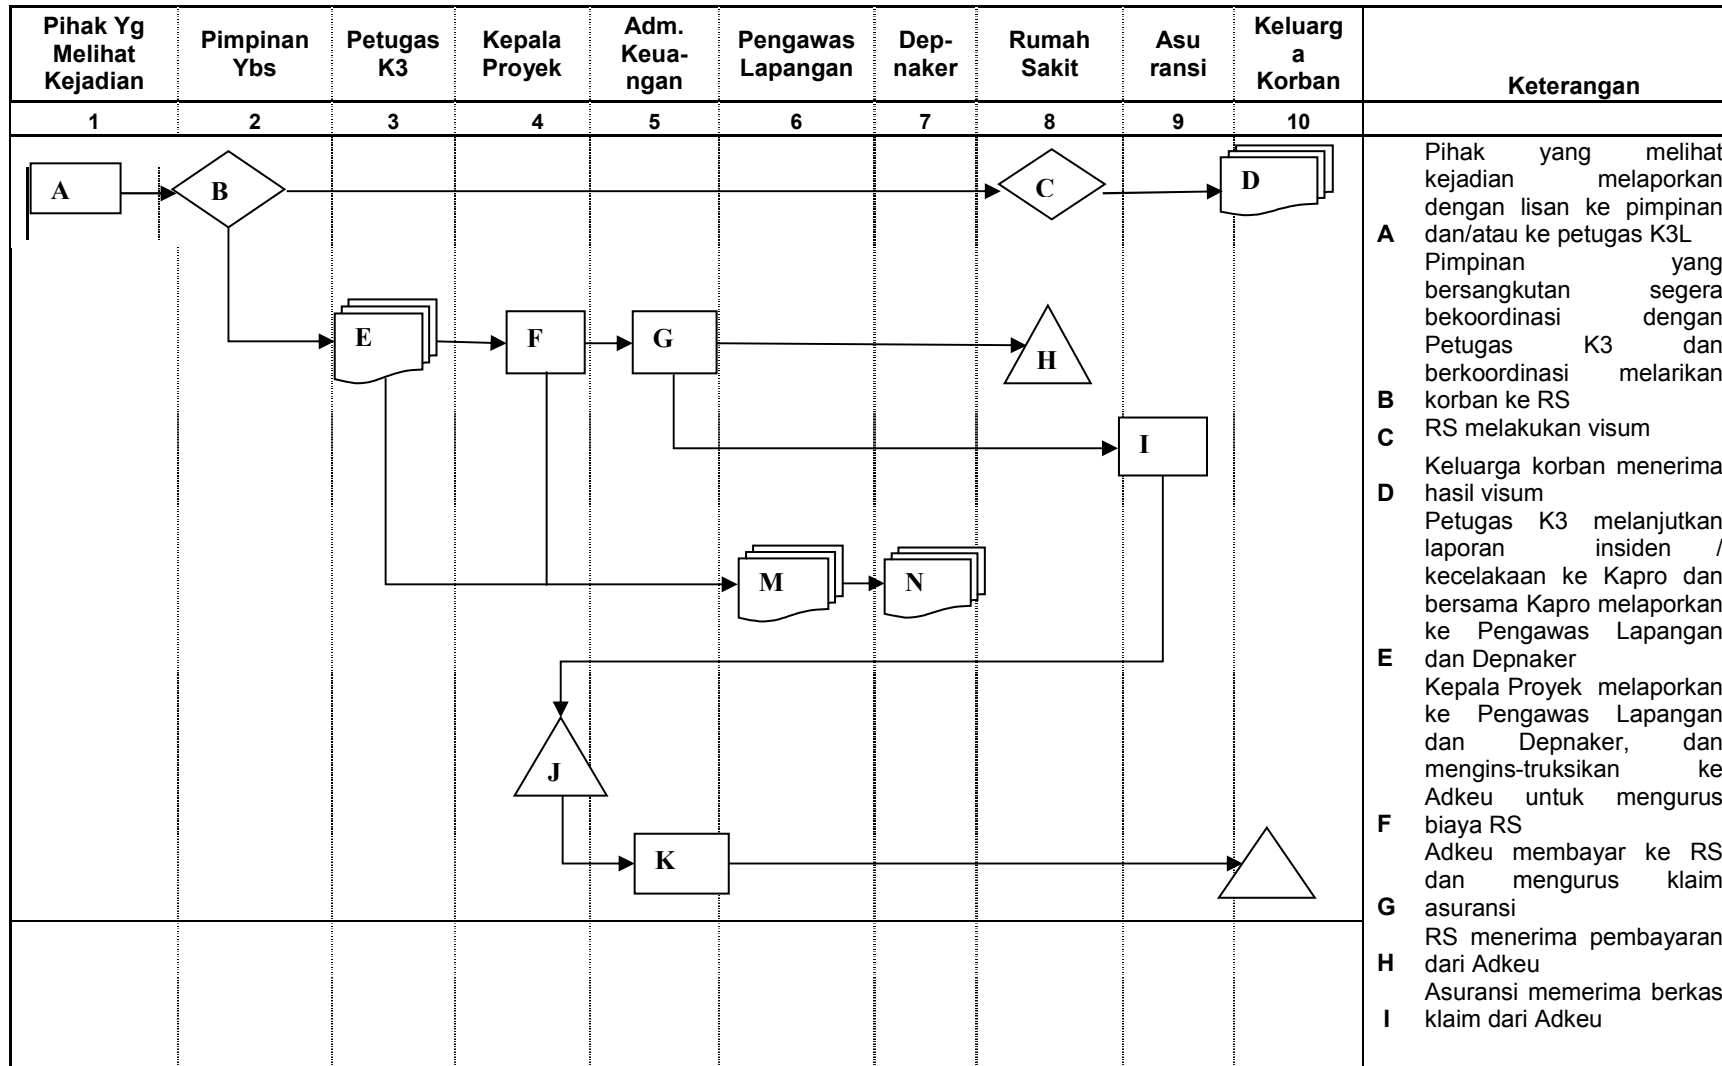 Pihak Yg
Melihat
Kejadian
Pimpinan
Ybs
Petugas
K3
Kepala
Proyek
Adm.
Keua-
ngan
Pengawas
Lapangan
Dep-
naker
Rumah
Sakit
Asu
ransi
Keluarg
a
Korban
Keterangan
1 2 3 4 5 6 7 8 9 10
A B C D
E F G H
I
M N
J
K
Pihak yang melihat
kejadian melaporkan
dengan lisan ke pimpinan
A dan/atau ke petugas K3L
Pimpinan yang
bersangkutan segera
bekoordinasi dengan
Petugas K3 dan
berkoordinasi melarikan
B korban ke RS
C RS melakukan visum
Keluarga korban menerima
D hasil visum
Petugas K3 melanjutkan
laporan insiden /
kecelakaan ke Kapro dan
bersama Kapro melaporkan
ke Pengawas Lapangan
E dan Depnaker
Kepala Proyek melaporkan
ke Pengawas Lapangan
dan Depnaker, dan
mengins-truksikan ke
Adkeu untuk mengurus
F biaya RS
Adkeu membayar ke RS
dan mengurus klaim
G asuransi
RS menerima pembayaran
H dari Adkeu
Asuransi memerima berkas
I klaim dari Adkeu